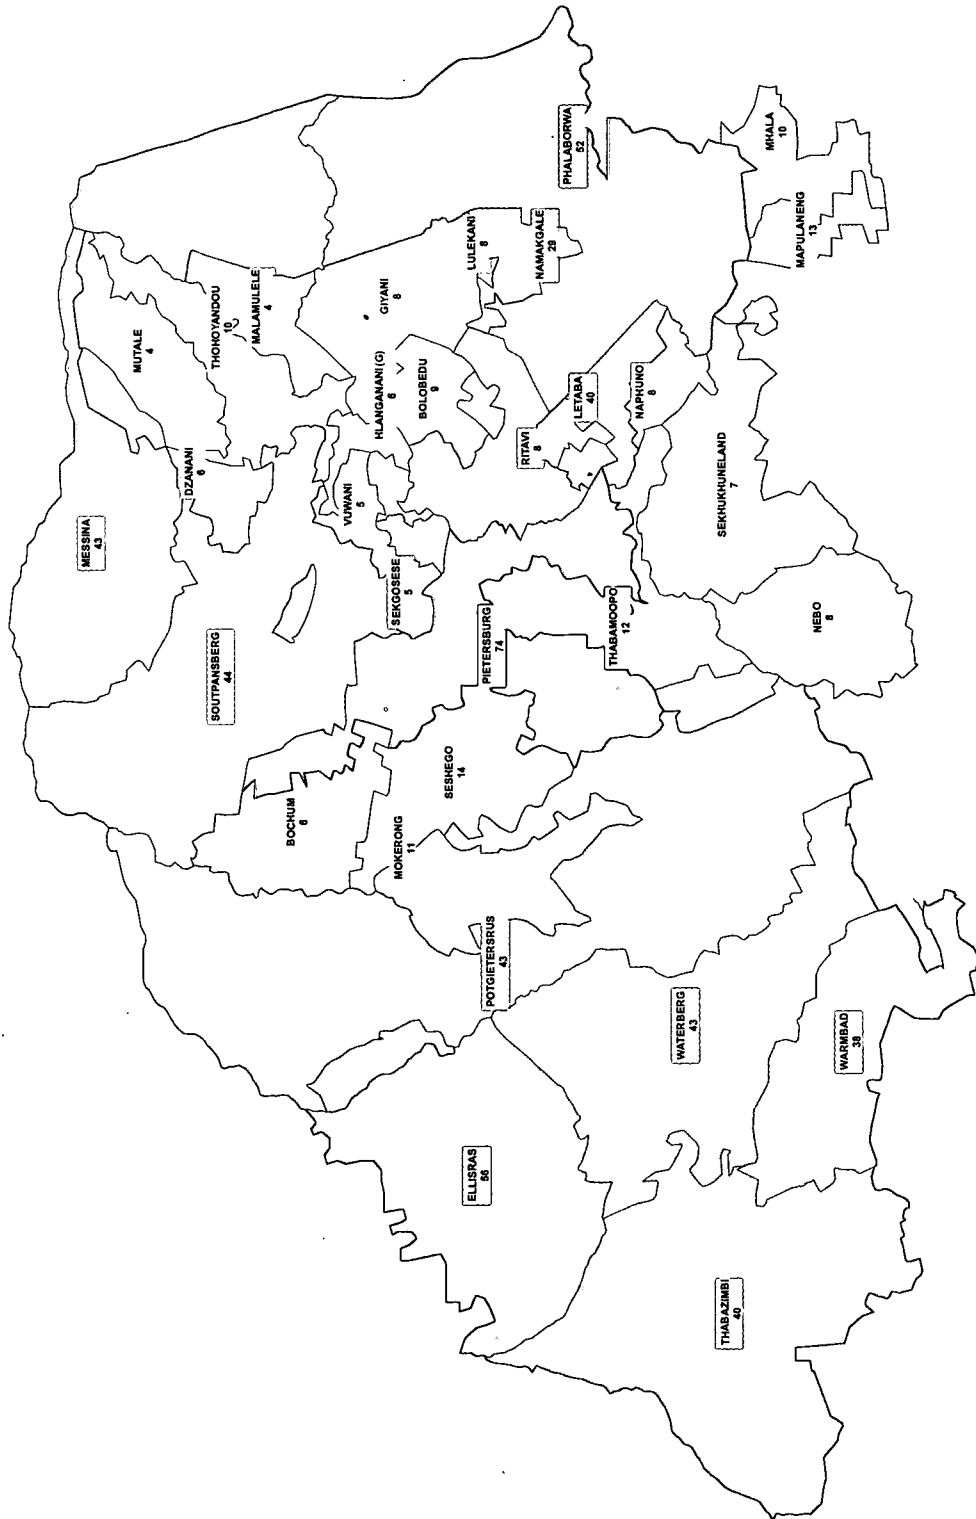 MESSINA
43
MUTALE
4
DZANANI
6
THOHOYANDOU
10
MALAMULELE
4
SOUTPANSBERG
44
BOCHUM
6
VUWANI
5
HLANGANANI (G)
6
GIYANI
8
SEKGOSESE
5
BOLOBEDU
9
LULEKANI
8
NAMAKGALE
29
PHALABORWA
52
MOKERONG
11
SESHEGO
14
PIETERSBURG
74
RITAVI
8
LETABA
40
NAPHUNO
8
POTGIETERSRUS
43
THABAMOOPO
12
ELLISRAS
56
SEKHUKHUNELAND
7
MAPULANENG
13
MHALA
10
WATERBERG
43
NEBO
8
THABAZIMBI
40
WARMBAD
38